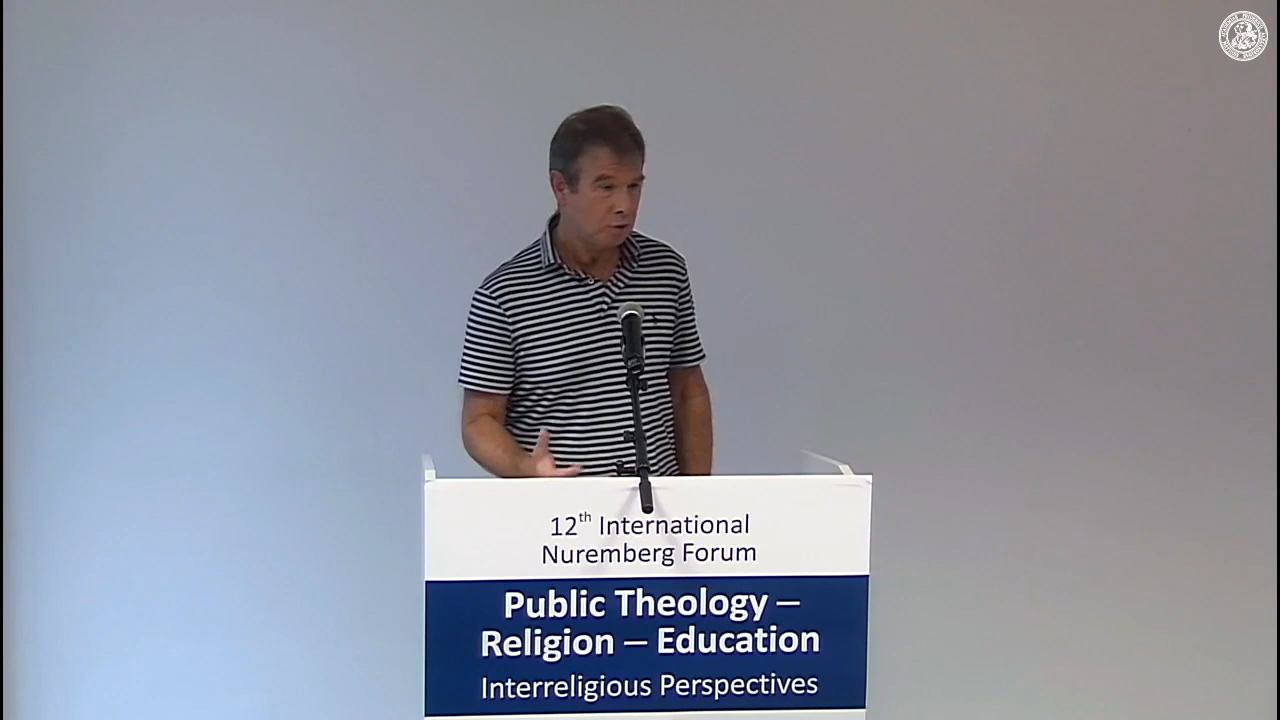 12th International
Nuremberg Forum
Public Theology –
Religion – Education
Interreligious Perspectives